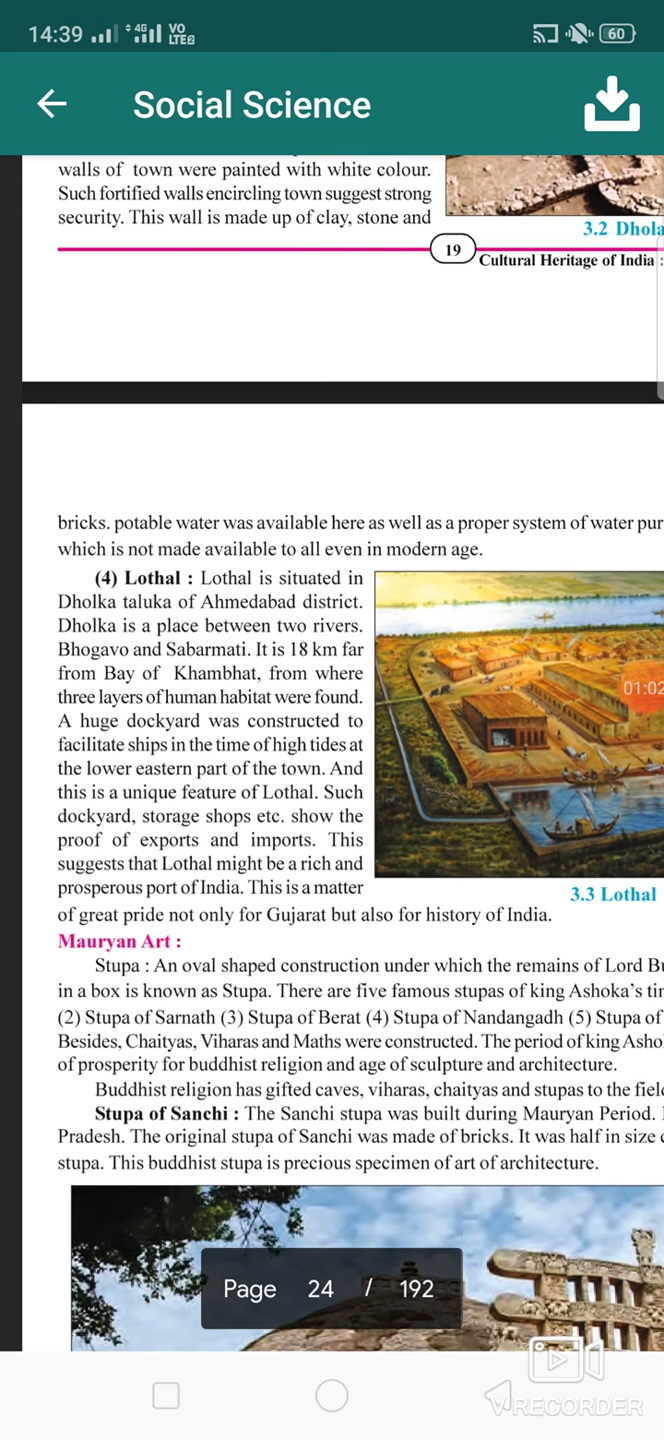 14:39 4G VO LTE2 60
Social Science
walls of town were painted with white colour.
Such fortified walls encircling town suggest strong
security. This wall is made up of clay, stone and
3.2 Dhola
19
Cultural Heritage of India :
bricks. potable water was available here as well as a proper system of water pur
which is not made available to all even in modern age.
(4) Lothal : Lothal is situated in
Dholka taluka of Ahmedabad district.
Dholka is a place between two rivers.
Bhogavo and Sabarmati. It is 18 km far
from Bay of Khambhat, from where
three layers of human habitat were found.
A huge dockyard was constructed to
facilitate ships in the time of high tides at
the lower eastern part of the town. And
this is a unique feature of Lothal. Such
dockyard, storage shops etc. show the
proof of exports and imports. This
suggests that Lothal might be a rich and
prosperous port of India. This is a matter
01:02
3.3 Lothal
of great pride not only for Gujarat but also for history of India.
Mauryan Art :
Stupa : An oval shaped construction under which the remains of Lord Bu
in a box is known as Stupa. There are five famous stupas of king Ashoka's tim
(2) Stupa of Sarnath (3) Stupa of Berat (4) Stupa of Nandangadh (5) Stupa of
Besides, Chaityas, Viharas and Maths were constructed. The period of king Asho
of prosperity for buddhist religion and age of sculpture and architecture.
Buddhist religion has gifted caves, viharas, chaityas and stupas to the field
Stupa of Sanchi : The Sanchi stupa was built during Mauryan Period. I
Pradesh. The original stupa of Sanchi was made of bricks. It was half in size
stupa. This buddhist stupa is precious specimen of art of architecture.
Page 24 / 192
V RECORDER